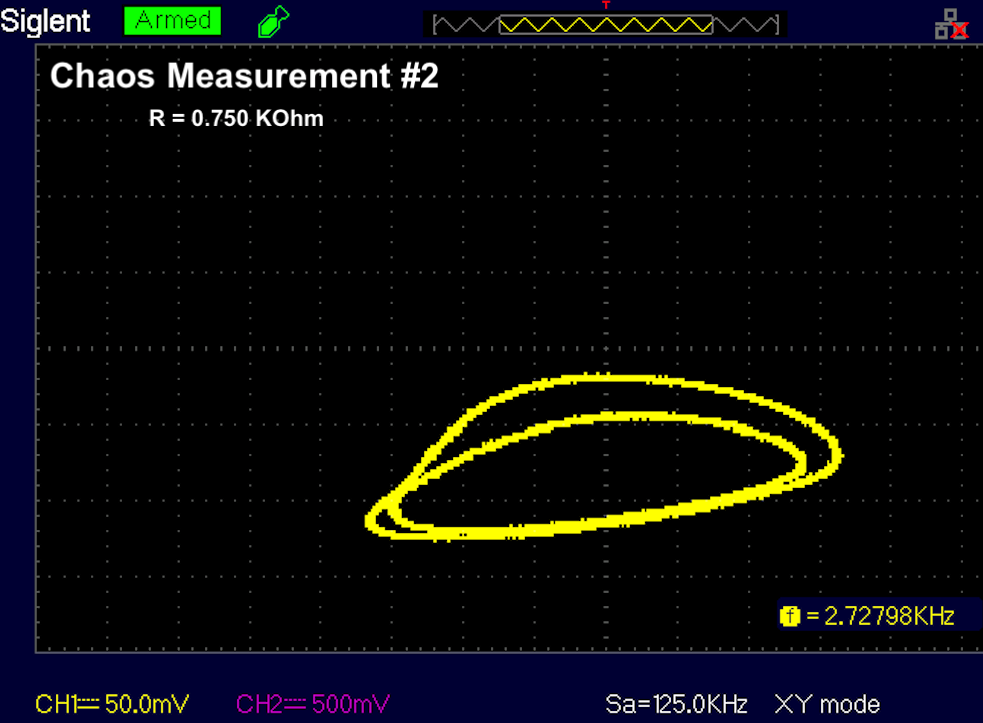 Siglent Armed
T
Chaos Measurement #2
R = 0.750 KOhm
f = 2.72798KHz
CH1 50.0mV CH2 500mV Sa=125.0KHz XY mode